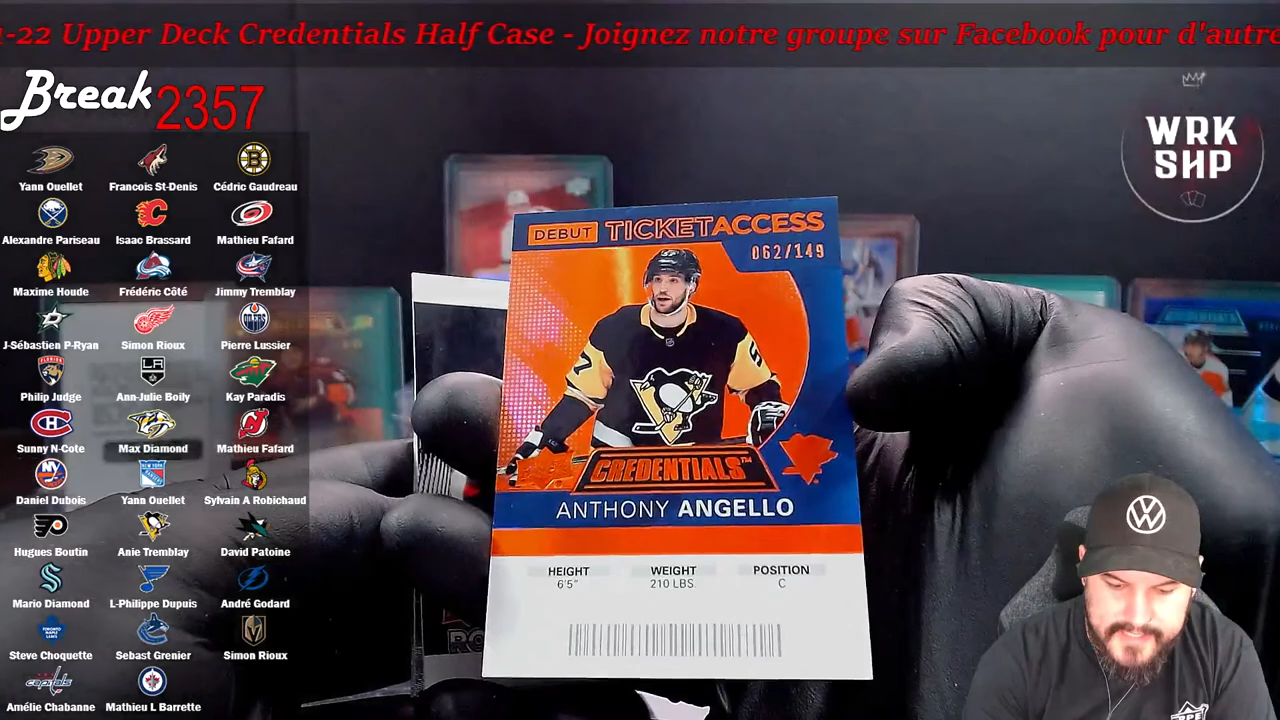 1-22 Upper Deck Credentials Half Case - Joignez notre groupe sur Facebook pour d'autre
Break 2357
WRK
SHP
Yann Ouellet
Francois St-Denis
Cédric Gaudreau
Alexandre Pariseau
Isaac Brassard
Mathieu Fafard
Maxime Houde
Frédéric Côté
Jimmy Tremblay
J-Sébastien P-Ryan
Simon Rioux
Pierre Lussier
Philip Judge
Ann-Julie Boily
Kay Paradis
Sunny N-Cote
Max Diamond
Mathieu Fafard
Daniel Dubois
Yann Ouellet
Sylvain A Robichaud
Hugues Boutin
Anie Tremblay
David Patoine
Mario Diamond
L-Philippe Dupuis
André Godard
Steve Choquette
Sebast Grenier
Simon Rioux
Amélie Chabanne
Mathieu L Barrette
DEBUT TICKETACCESS
062/149
CREDENTIALS™
ANTHONY ANGELLO
HEIGHT WEIGHT POSITION
6'5" 210 LBS. C